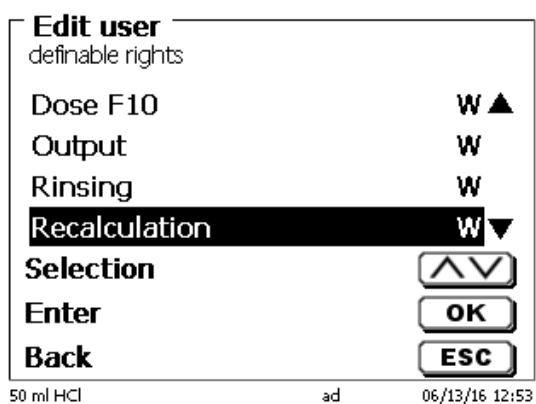 Edit user
definable rights
Dose F10 W ▲
Output W
Rinsing W
Recalculation W ▼
Selection
Enter OK
Back ESC
50 ml HCl ad 06/13/16 12:53